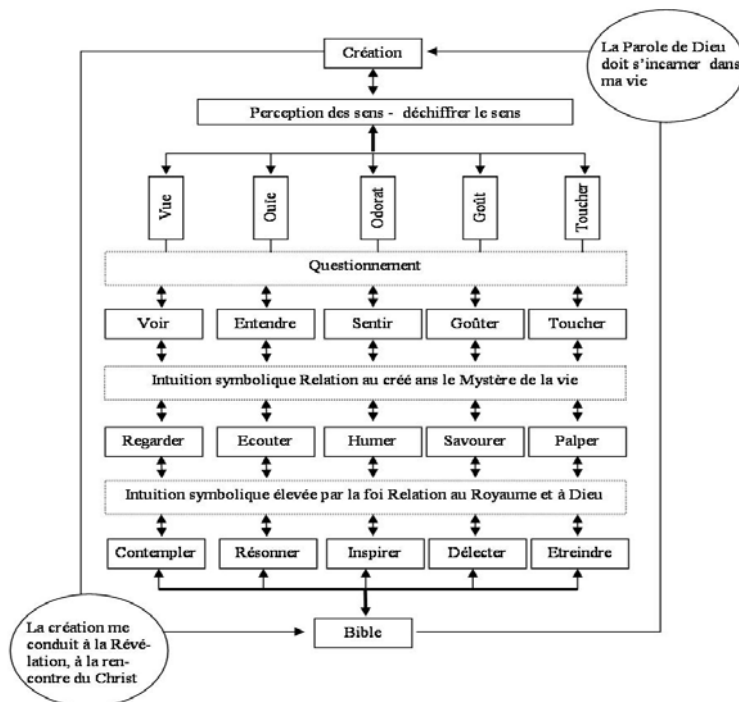 Création
La Parole de Dieu
doit s'incarner dans
ma vie
Perception des sens - déchiffrer le sens
Vue
Ouïe
Odorat
Goût
Toucher
Questionnement
Voir
Entendre
Sentir
Goûter
Toucher
Intuition symbolique Relation au créé ans le Mystère de la vie
Regarder
Ecouter
Humer
Savourer
Palper
Intuition symbolique élevée par la foi Relation au Royaume et à Dieu
Contempler
Résonner
Inspirer
Délecter
Etreindre
La création me
conduit à la Révé-
lation, à la ren-
contre du Christ
Bible